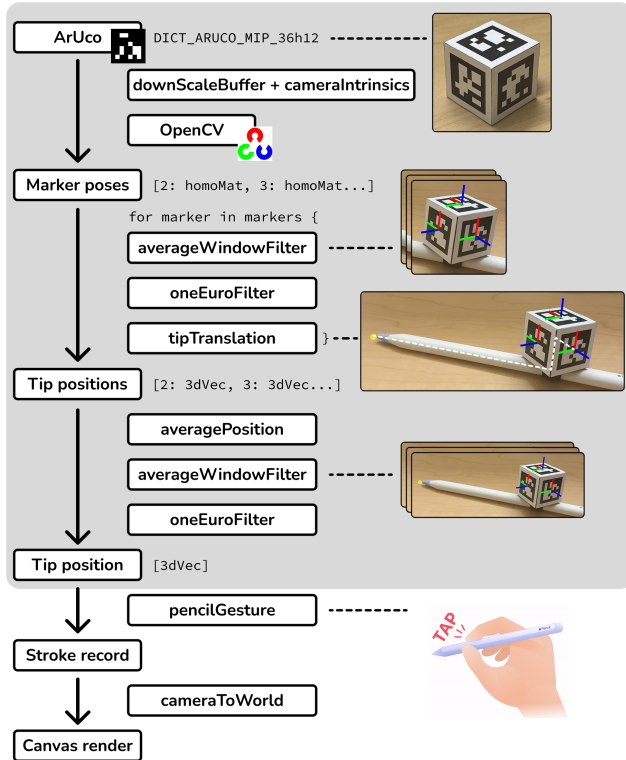 ArUco
DICT_ARUCO_MIP_36h12
downScaleBuffer + cameraIntrinsics
OpenCV
Marker poses
[2: homoMat, 3: homoMat...]
for marker in markers {
averageWindowFilter
oneEuroFilter
tipTranslation
}
Tip positions
[2: 3dVec, 3: 3dVec...]
averagePosition
averageWindowFilter
oneEuroFilter
Tip position
[3dVec]
pencilGesture
TAP
Stroke record
cameraToWorld
Canvas render